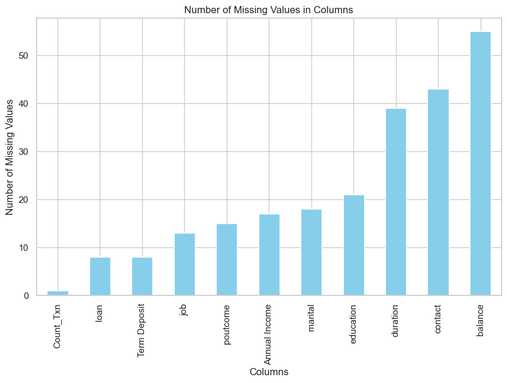 Number of Missing Values in Columns
Number of Missing Values
50
40
30
20
10
0
Count_Txn
loan
Term Deposit
job
poutcome
Annual Income
marital
education
duration
contact
balance
Columns